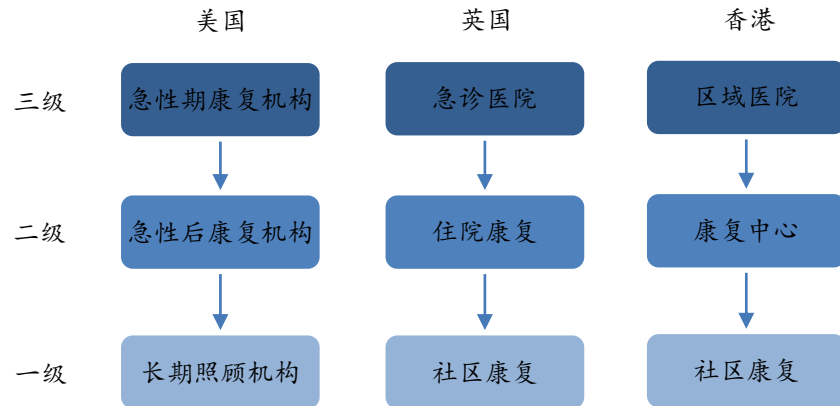 美国 英国 香港
三级 急性期康复机构 急诊医院 区域医院
二级 急性后康复机构 住院康复 康复中心
一级 长期照顾机构 社区康复 社区康复